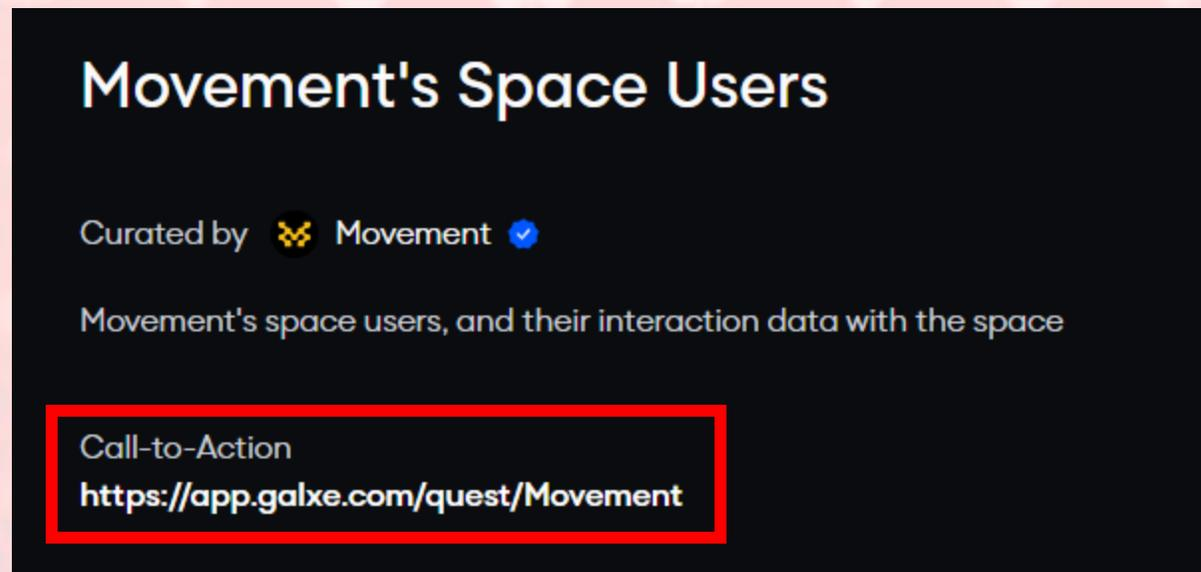 Movement's Space Users
Curated by Movement
Movement's space users, and their interaction data with the space
Call-to-Action
https://app.galxe.com/quest/Movement